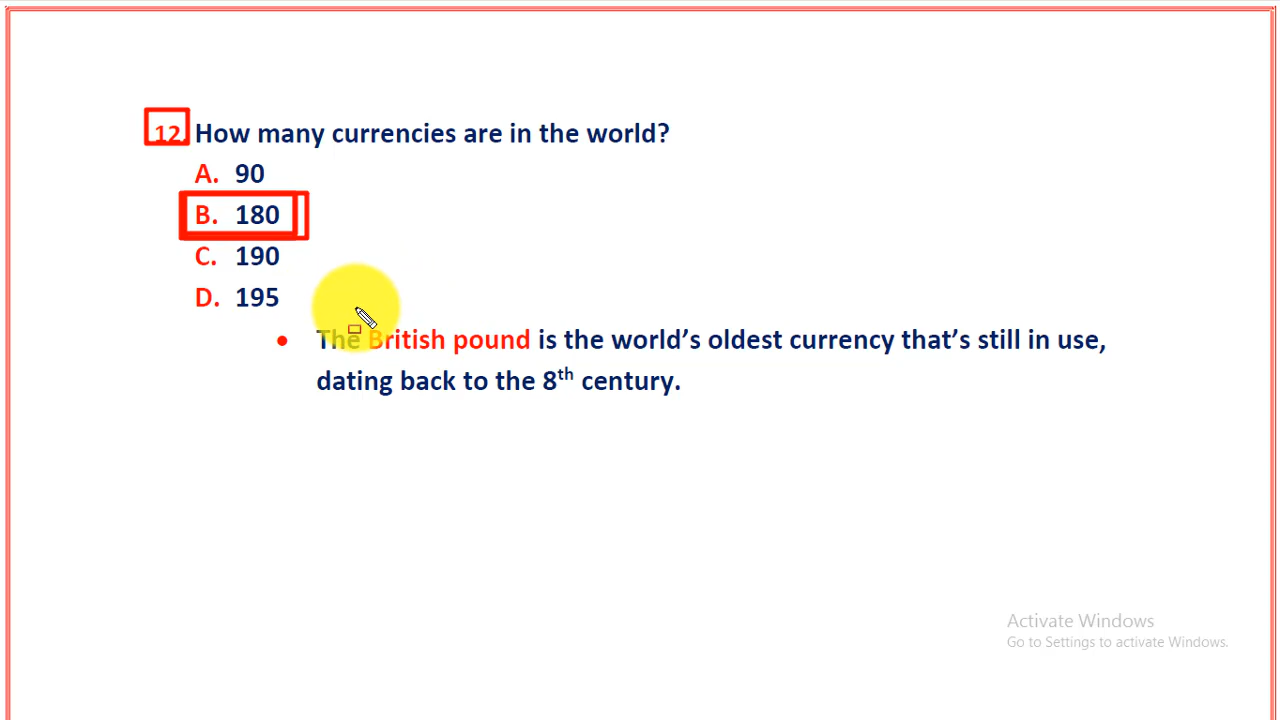 12. How many currencies are in the world?
A. 90
B. 180
C. 190
D. 195
• The British pound is the world’s oldest currency that’s still in use,
dating back to the 8th century.
Activate Windows
Go to Settings to activate Windows.